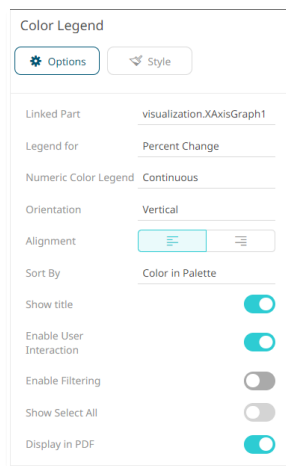 Color Legend
Options Style
Linked Part visualization.XAxisGraph1
Legend for Percent Change
Numeric Color Legend Continuous
Orientation Vertical
Alignment
Sort By Color in Palette
Show title
Enable User
Interaction
Enable Filtering
Show Select All
Display in PDF